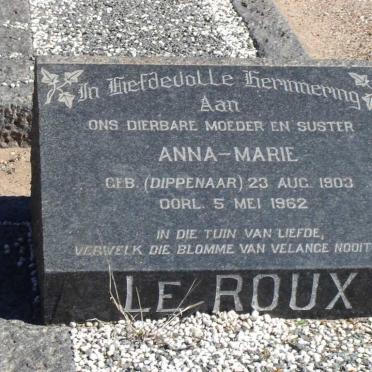 In Liefdevolle Herinnering
Aan
ONS DIERBARE MOEDER EN SUSTER
ANNA-MARIE
GEB. (DIPPENAAR) 23 AUG. 1903
OORL. 5 MEI 1962
IN DIE TUIN VAN LIEFDE,
VERWELK DIE BLOMME VAN VELANGE NOOIT
LE ROUX